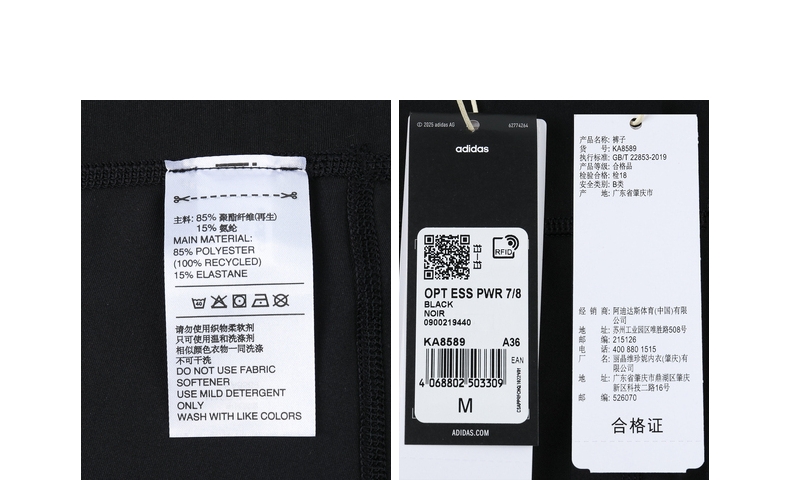 主料: 85% 聚酯纤维(再生)
15% 氨纶
MAIN MATERIAL:
85% POLYESTER
(100% RECYCLED)
15% ELASTANE
请勿使用织物柔软剂
只可使用温和洗涤剂
相似颜色衣物一同洗涤
不可干洗
DO NOT USE FABRIC
SOFTENER
USE MILD DETERGENT
ONLY
WASH WITH LIKE COLORS
© 2025 adidas AG
62774264
adidas
RFID
OPT ESS PWR 7/8
BLACK
NOIR
0900219440
KA8589 A36
EAN
4 068802 503309
M
ADIDAS.COM
产品名称: 裤子
货 号: KA8589
执行标准: GB/T 22853-2019
产品等级: 合格品
检验合格: 检18
安全类别: B类
产 地: 广东省肇庆市
经 销 商: 阿迪达斯体育(中国)有限
公司
地 址: 苏州工业园区唯胜路508号
邮 编: 215126
电 话: 400 880 1515
厂 名: 丽晶维珍妮内衣(肇庆)有
限公司
地 址: 广东省肇庆市鼎湖区肇庆
新区科技二路16号
邮 编: 526070
合格证